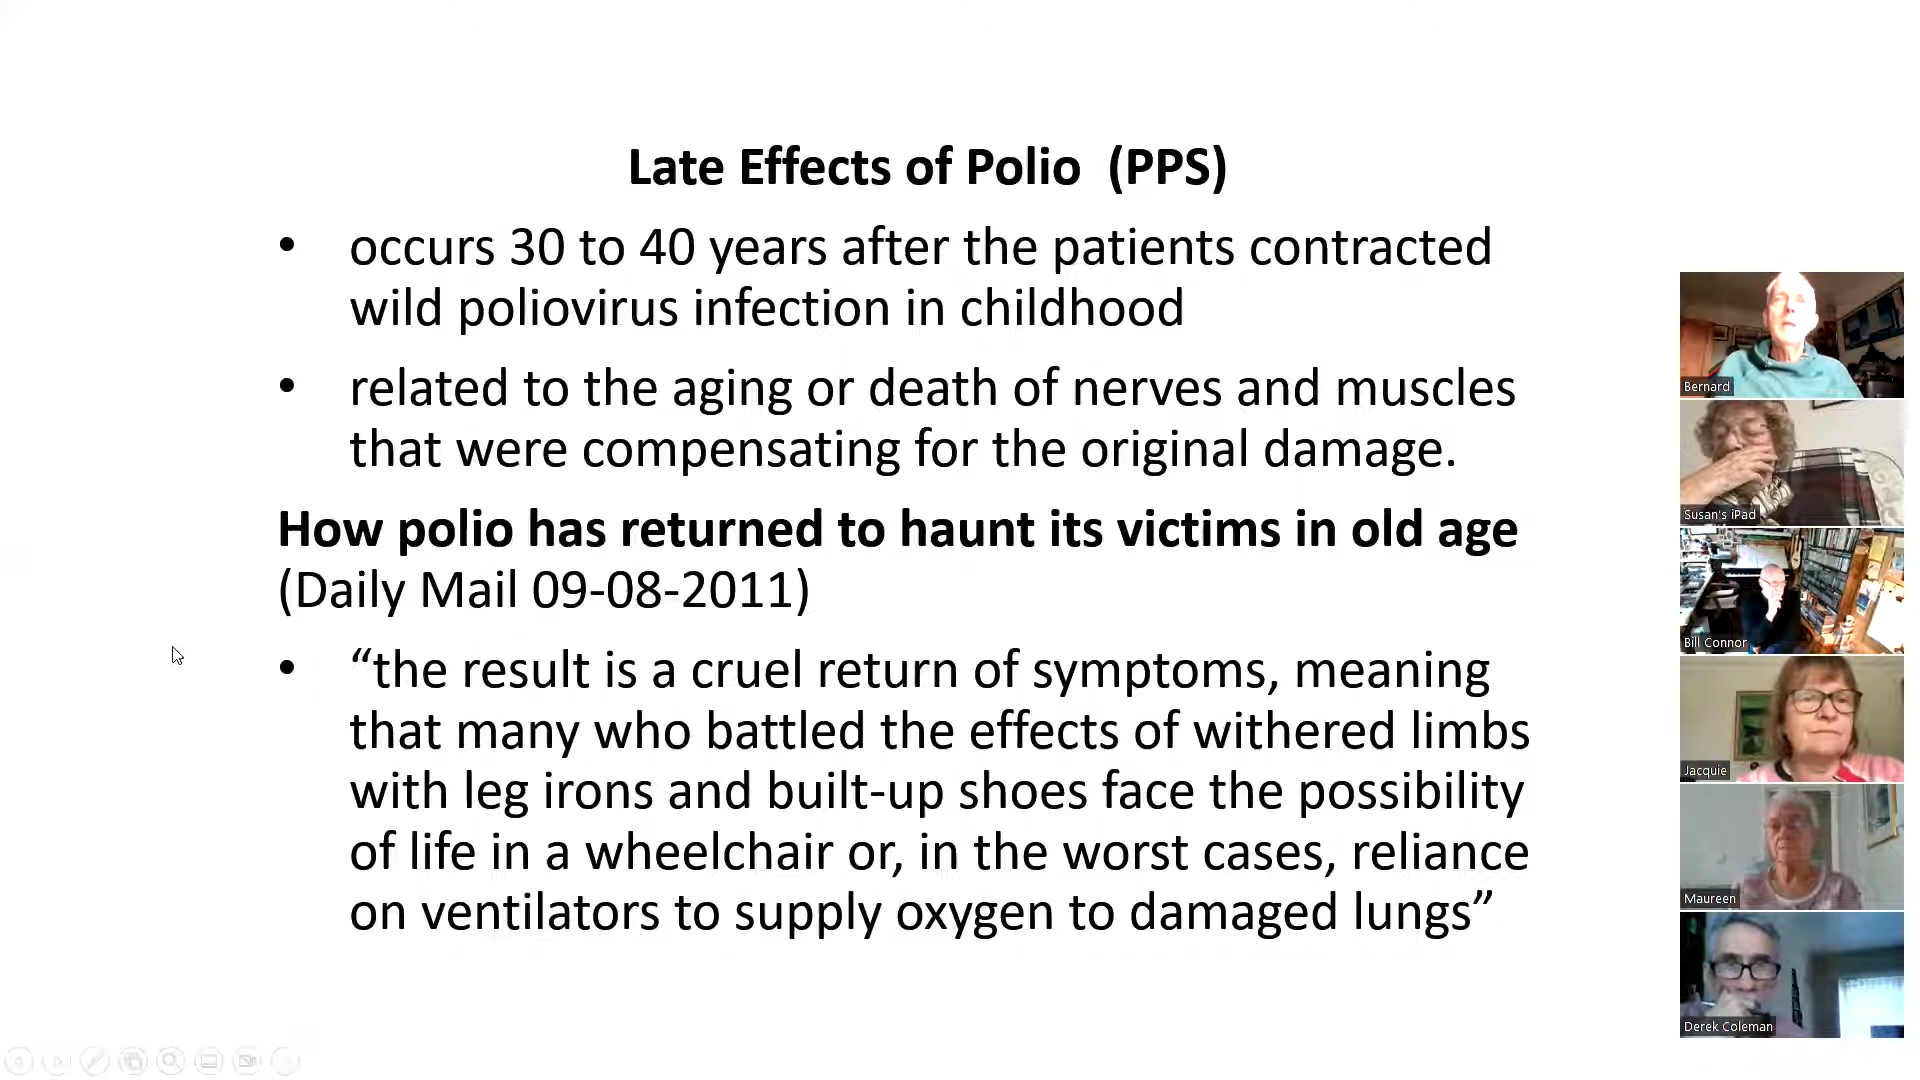 Late Effects of Polio (PPS)
• occurs 30 to 40 years after the patients contracted
wild poliovirus infection in childhood
• related to the aging or death of nerves and muscles
that were compensating for the original damage.
How polio has returned to haunt its victims in old age
(Daily Mail 09-08-2011)
• “the result is a cruel return of symptoms, meaning
that many who battled the effects of withered limbs
with leg irons and built-up shoes face the possibility
of life in a wheelchair or, in the worst cases, reliance
on ventilators to supply oxygen to damaged lungs”
Bernard
Susan's iPad
Bill Connor
Jacquie
Maureen
Derek Coleman